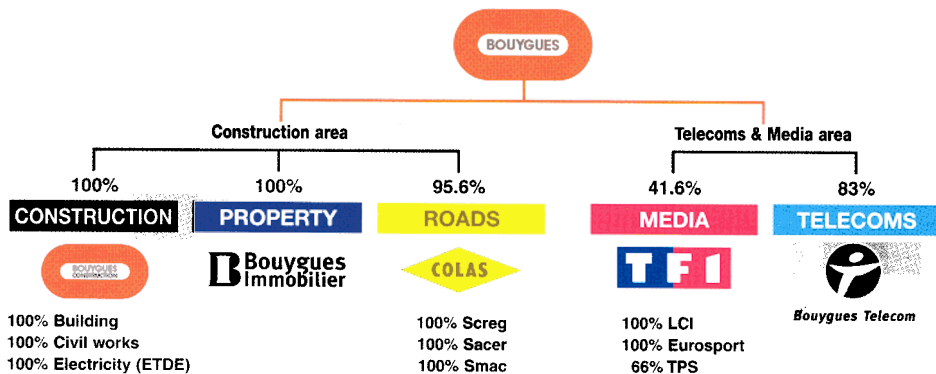 BOUYGUES
Construction area
Telecoms & Media area
100%
100%
95.6%
41.6%
83%
CONSTRUCTION
PROPERTY
ROADS
MEDIA
TELECOMS
BOUYGUES
CONSTRUCTION
Bouygues
Immobilier
COLAS
TF1
Bouygues Telecom
100% Building
100% Civil works
100% Electricity (ETDE)
100% Screg
100% Sacer
100% Smac
100% LCI
100% Eurosport
66% TPS